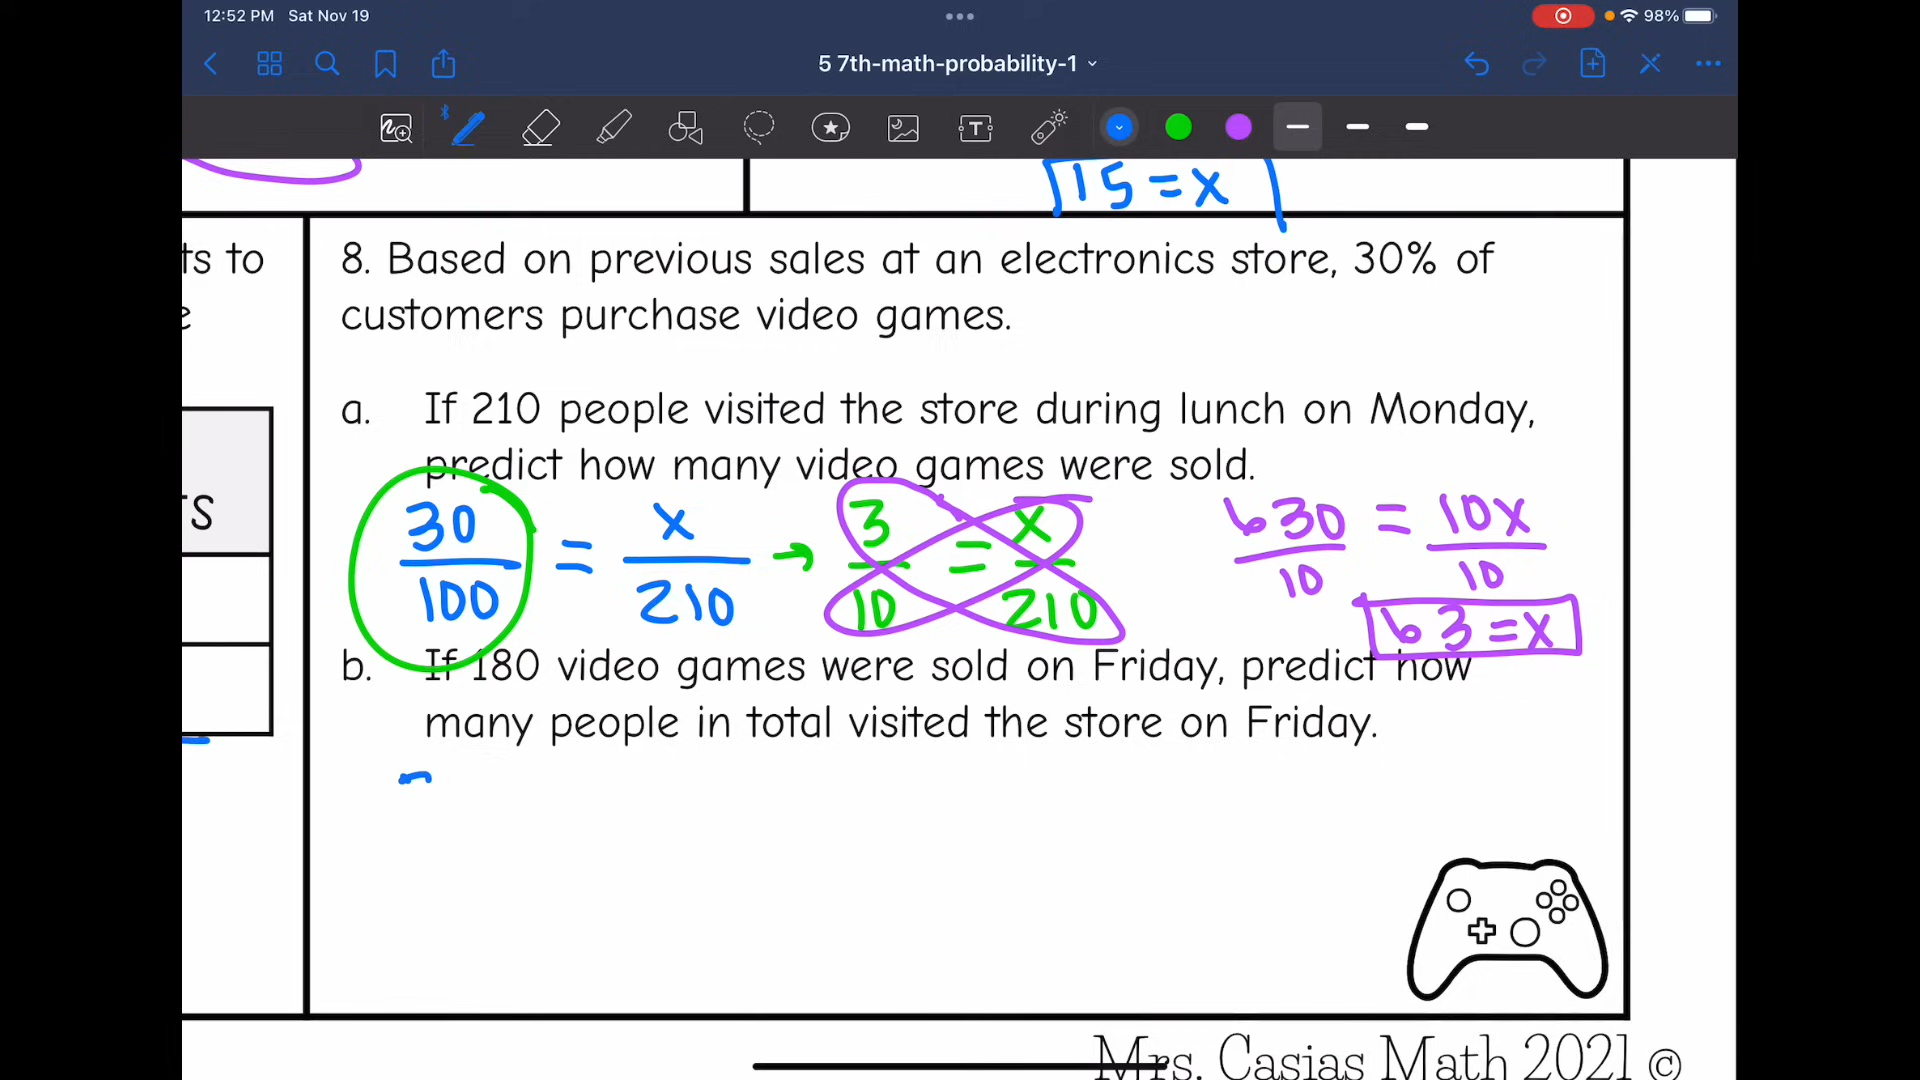 12:52 PM Sat Nov 19
98%
5 7th-math-probability-1
T
15 = x
ts to
e
TS
8. Based on previous sales at an electronics store, 30% of
customers purchase video games.
a. If 210 people visited the store during lunch on Monday,
predict how many video games were sold.
30/100 = x/210 → 3/10 = x/210
630/10 = 10x/10
63 = x
b. If 180 video games were sold on Friday, predict how
many people in total visited the store on Friday.
Mrs. Casias Math 2021 ©